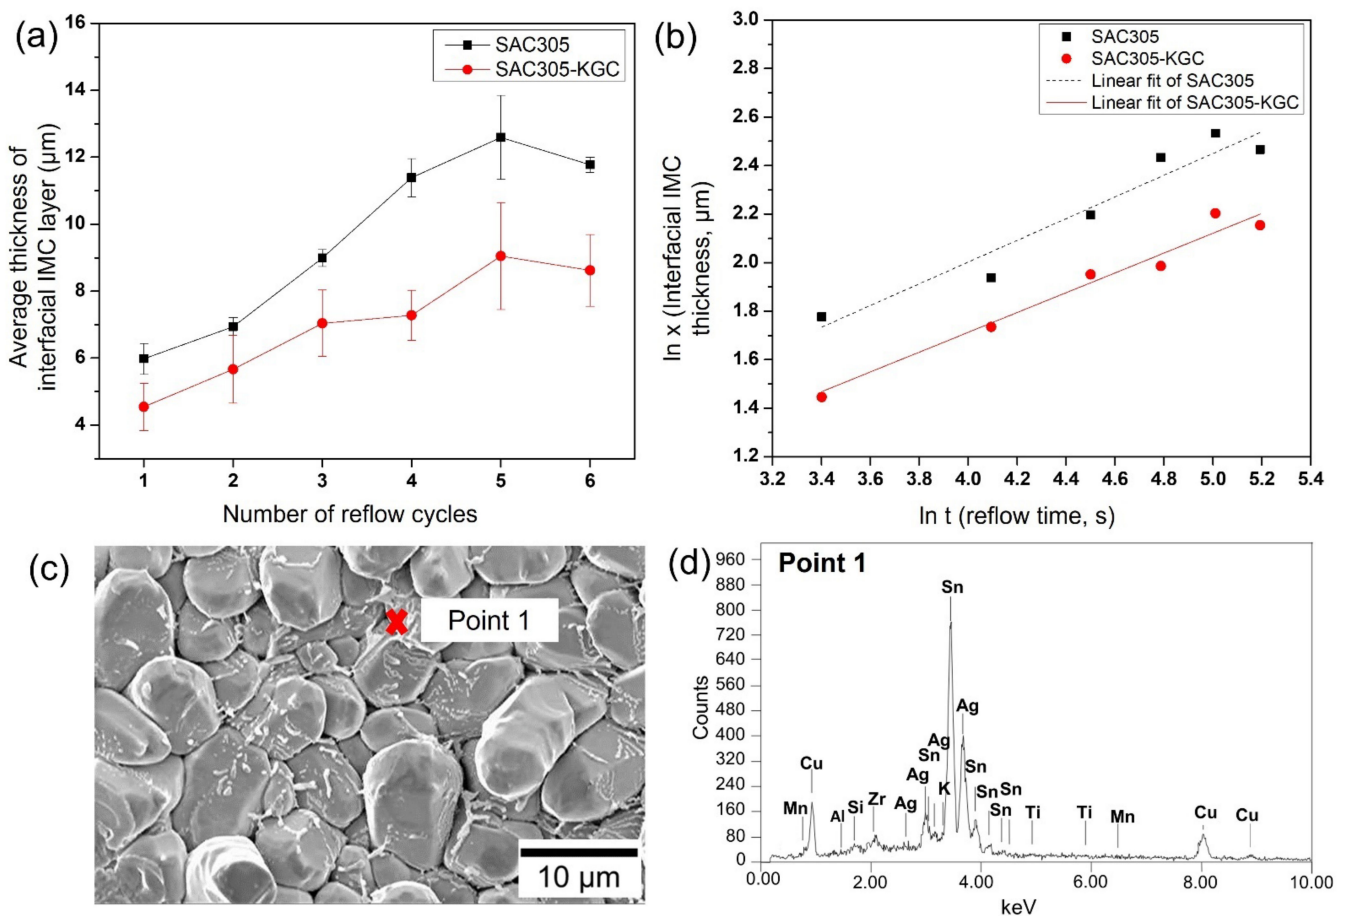 (a)
SAC305
SAC305-KGC
Average thickness of
interfacial IMC layer (μm)
16
14
12
10
8
6
4
1 2 3 4 5 6
Number of reflow cycles
(b)
SAC305
SAC305-KGC
Linear fit of SAC305
Linear fit of SAC305-KGC
ln x (Interfacial IMC
thickness, μm)
3.0
2.8
2.6
2.4
2.2
2.0
1.8
1.6
1.4
1.2
3.2 3.4 3.6 3.8 4.0 4.2 4.4 4.6 4.8 5.0 5.2 5.4
ln t (reflow time, s)
(c)
Point 1
10 μm
(d)
Point 1
Counts
960
880
800
720
640
560
480
400
320
240
160
80
0
Mn
Cu
Al
Si
Zr
Ag
Ag
Sn
Ag
K
Sn
Ag
Sn
Sn
Sn
Sn
Ti
Ti
Mn
Cu
Cu
0.00 2.00 4.00 6.00 8.00 10.00
keV